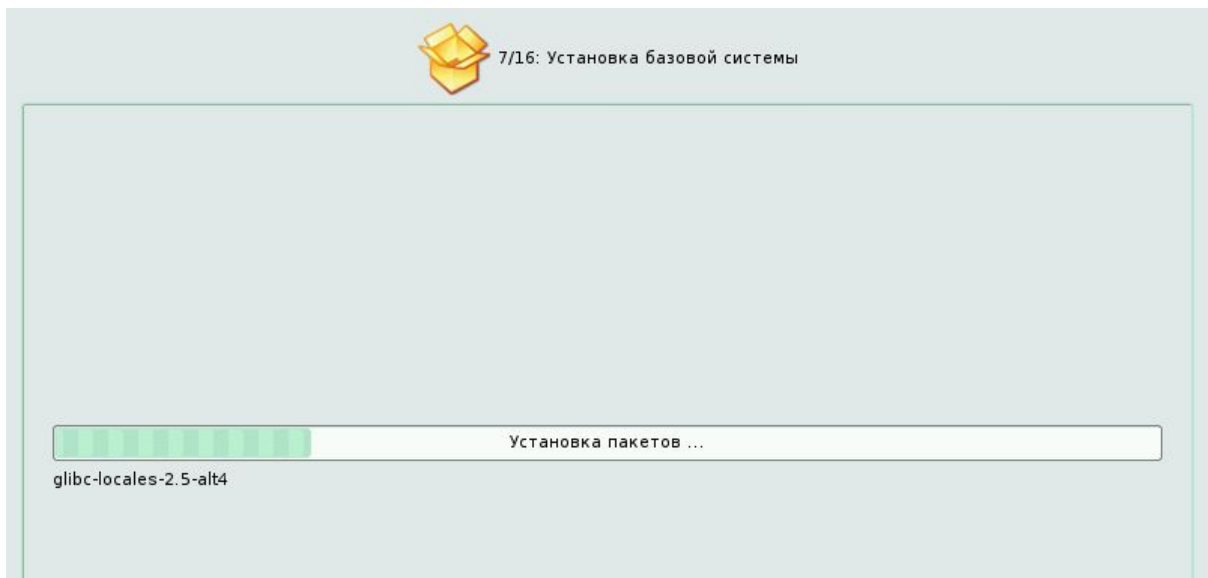 7/16: Установка базовой системы
Установка пакетов ...
glibc-locales-2.5-alt4